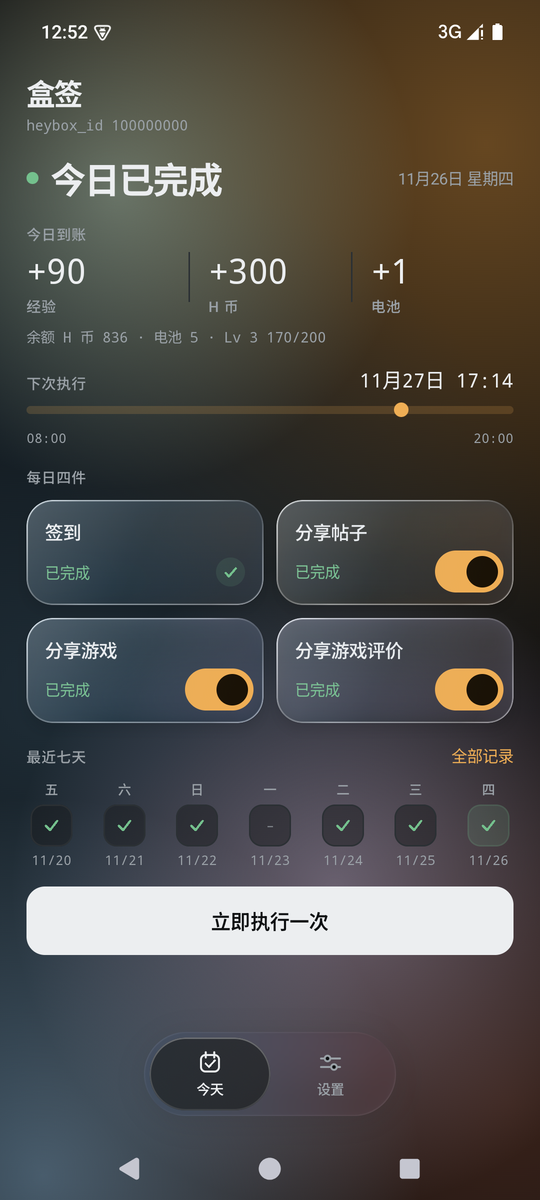 12:52
3G
盒签
heybox_id 100000000
今日已完成
11月26日 星期四
今日到账
+90
+300
+1
经验
H 币
电池
余额 H 币 836 · 电池 5 · Lv 3 170/200
下次执行
11月27日 17:14
08:00
20:00
每日四件
签到
已完成
分享帖子
已完成
分享游戏
已完成
分享游戏评价
已完成
最近七天
全部记录
五 六 日 一 二 三 四
–
11/20 11/21 11/22 11/23 11/24 11/25 11/26
立即执行一次
今天
设置